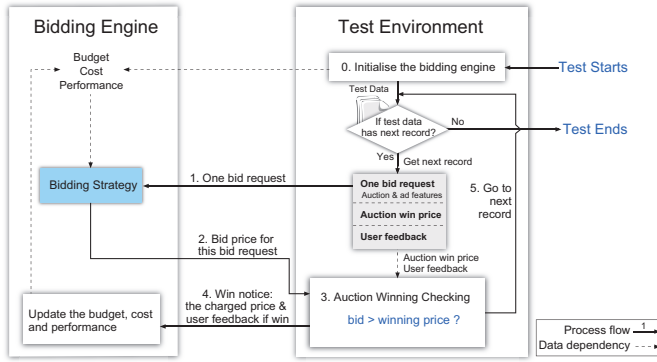 Bidding Engine
Test Environment
Budget
Cost
Performance
0. Initialise the bidding engine
Test Starts
Test Data
If test data
has next record?
No
Test Ends
Yes
Get next record
Bidding Strategy
1. One bid request
One bid request
Auction & ad features
Auction win price
User feedback
5. Go to
next
record
2. Bid price for
this bid request
Auction win price
User feedback
4. Win notice:
the charged price &
user feedback if win
3. Auction Winning Checking
bid > winning price ?
Update the budget, cost
and performance
Process flow 1
Data dependency